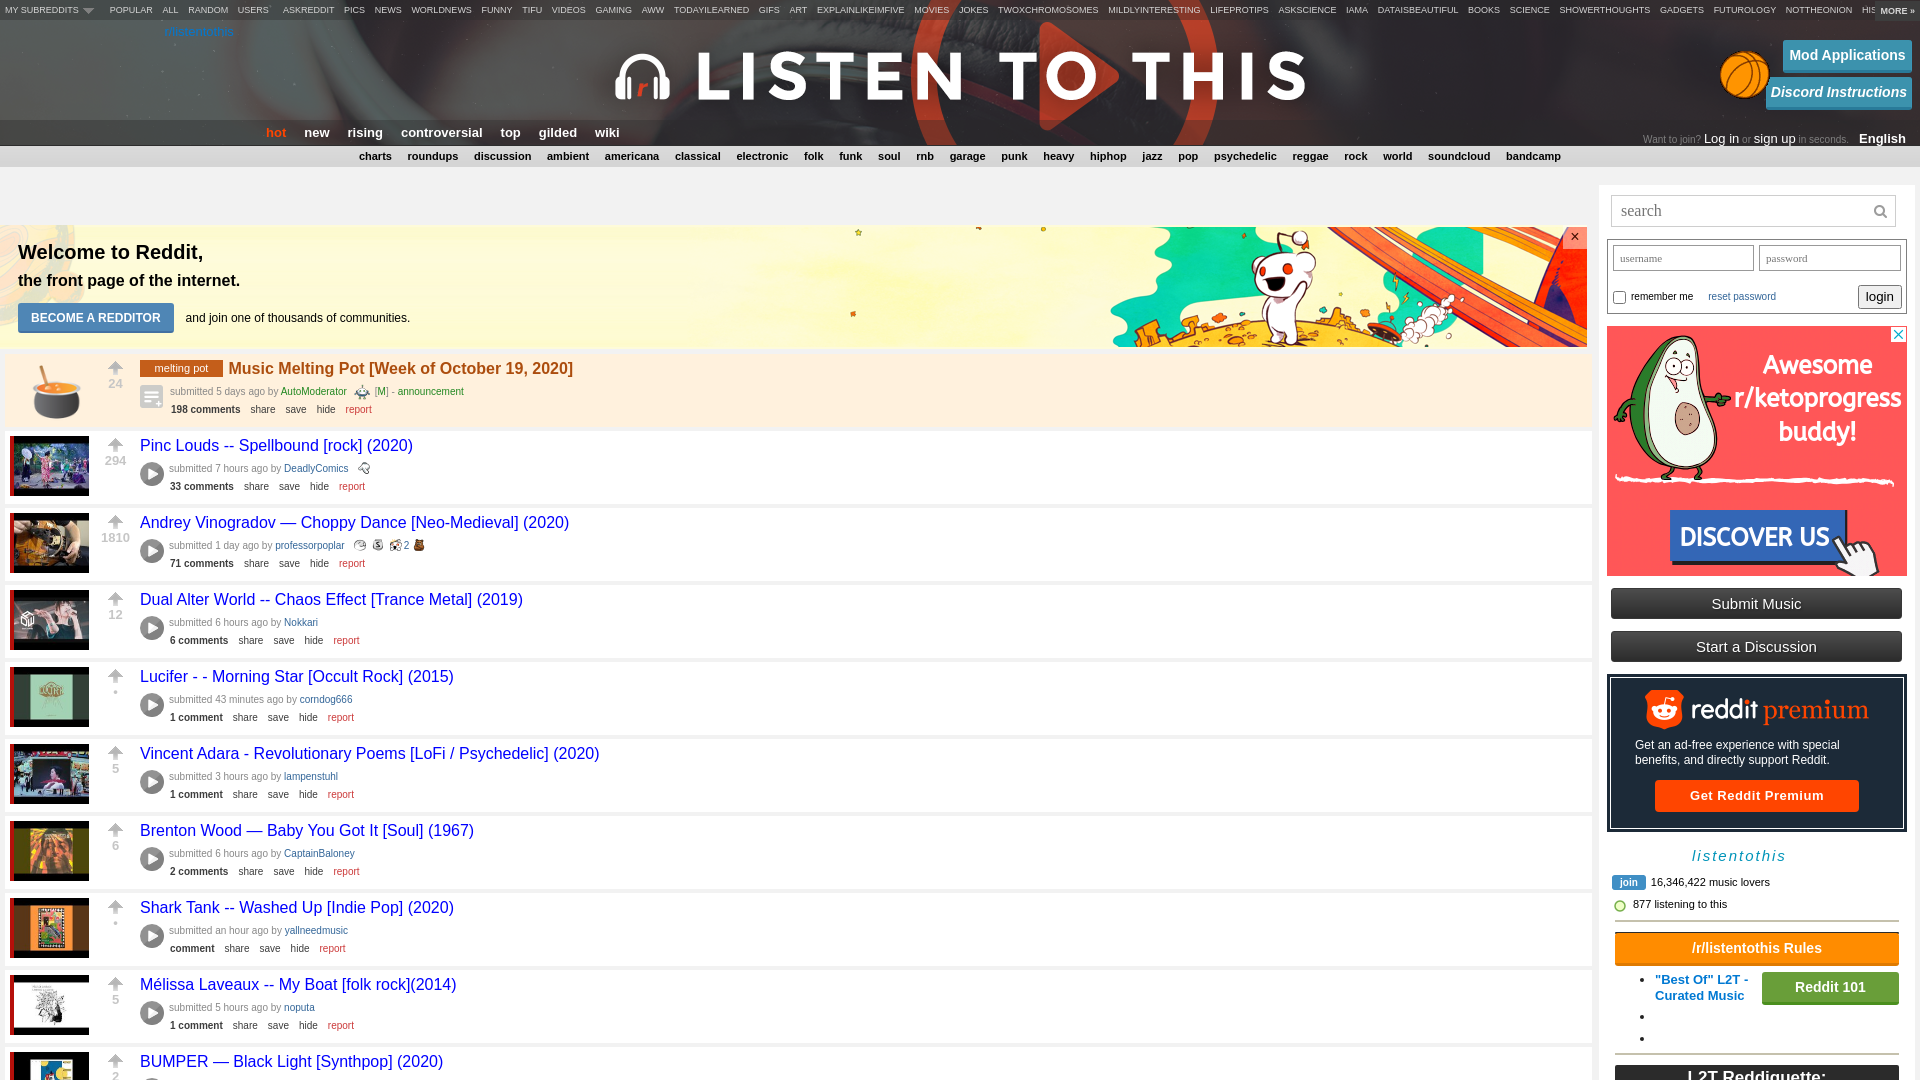 MY SUBREDDITS POPULAR ALL RANDOM USERS ASKREDDIT PICS NEWS WORLDNEWS FUNNY TIFU VIDEOS GAMING AWW TODAYILEARNED GIFS ART EXPLAINLIKEIMFIVE MOVIES JOKES TWOXCHROMOSOMES MILDLYINTERESTING LIFEPROTIPS ASKSCIENCE IAMA DATAISBEAUTIFUL BOOKS SCIENCE SHOWERTHOUGHTS GADGETS FUTUROLOGY NOTTHEONION HIS MORE »
LISTEN TO THIS
Mod Applications
Discord Instructions
hot new rising controversial top gilded wiki
Want to join? Log in or sign up in seconds. English
charts roundups discussion ambient americana classical electronic folk funk soul rnb garage punk heavy hiphop jazz pop psychedelic reggae rock world soundcloud bandcamp
Welcome to Reddit,
the front page of the internet.
BECOME A REDDITOR and join one of thousands of communities.
×
24
melting pot Music Melting Pot [Week of October 19, 2020]
submitted 5 days ago by AutoModerator [M] - announcement
198 comments share save hide report
294
Pinc Louds -- Spellbound [rock] (2020)
submitted 7 hours ago by DeadlyComics
33 comments share save hide report
1810
Andrey Vinogradov — Choppy Dance [Neo-Medieval] (2020)
submitted 1 day ago by professorpoplar 2
71 comments share save hide report
12
Dual Alter World -- Chaos Effect [Trance Metal] (2019)
submitted 6 hours ago by Nokkari
6 comments share save hide report
•
Lucifer - - Morning Star [Occult Rock] (2015)
submitted 43 minutes ago by corndog666
1 comment share save hide report
5
Vincent Adara - Revolutionary Poems [LoFi / Psychedelic] (2020)
submitted 3 hours ago by lampenstuhl
1 comment share save hide report
6
Brenton Wood — Baby You Got It [Soul] (1967)
submitted 6 hours ago by CaptainBaloney
2 comments share save hide report
•
Shark Tank -- Washed Up [Indie Pop] (2020)
submitted an hour ago by yallneedmusic
comment share save hide report
5
Mélissa Laveaux -- My Boat [folk rock](2014)
submitted 5 hours ago by noputa
1 comment share save hide report
2
BUMPER — Black Light [Synthpop] (2020)
search
username password
remember me reset password login
Awesome
r/ketoprogress
buddy!
DISCOVER US
Submit Music
Start a Discussion
reddit premium
Get an ad-free experience with special
benefits, and directly support Reddit.
Get Reddit Premium
listentothis
join 16,346,422 music lovers
877 listening to this
/r/listentothis Rules
"Best Of" L2T - Curated Music
Reddit 101
L2T Reddiquette: